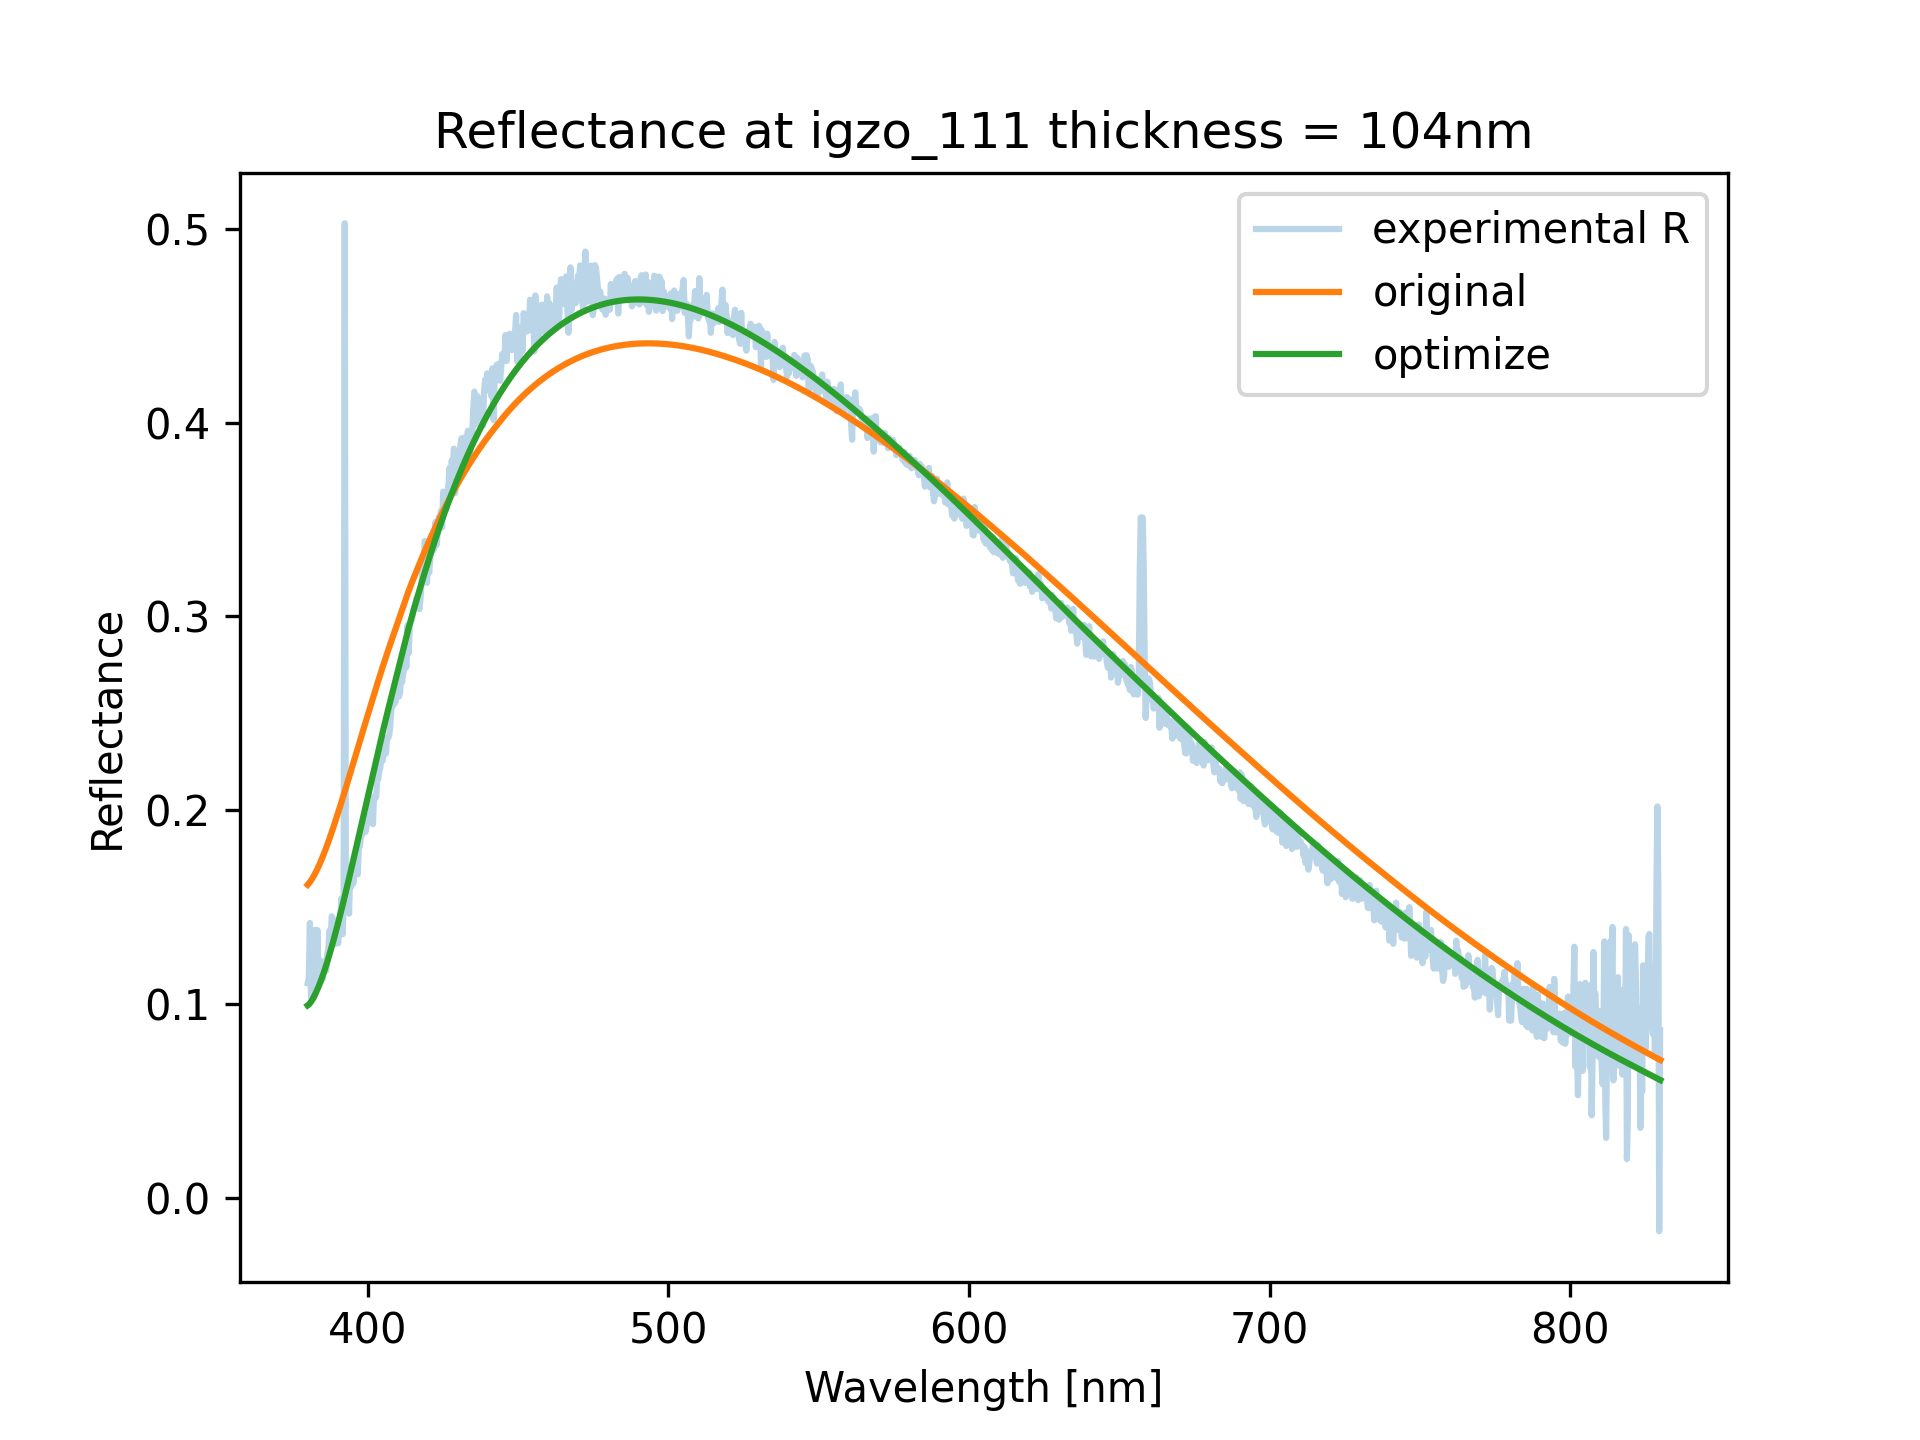 Reflectance at igzo_111 thickness = 104nm
experimental R
original
optimize
Reflectance
0.5
0.4
0.3
0.2
0.1
0.0
400 500 600 700 800
Wavelength [nm]